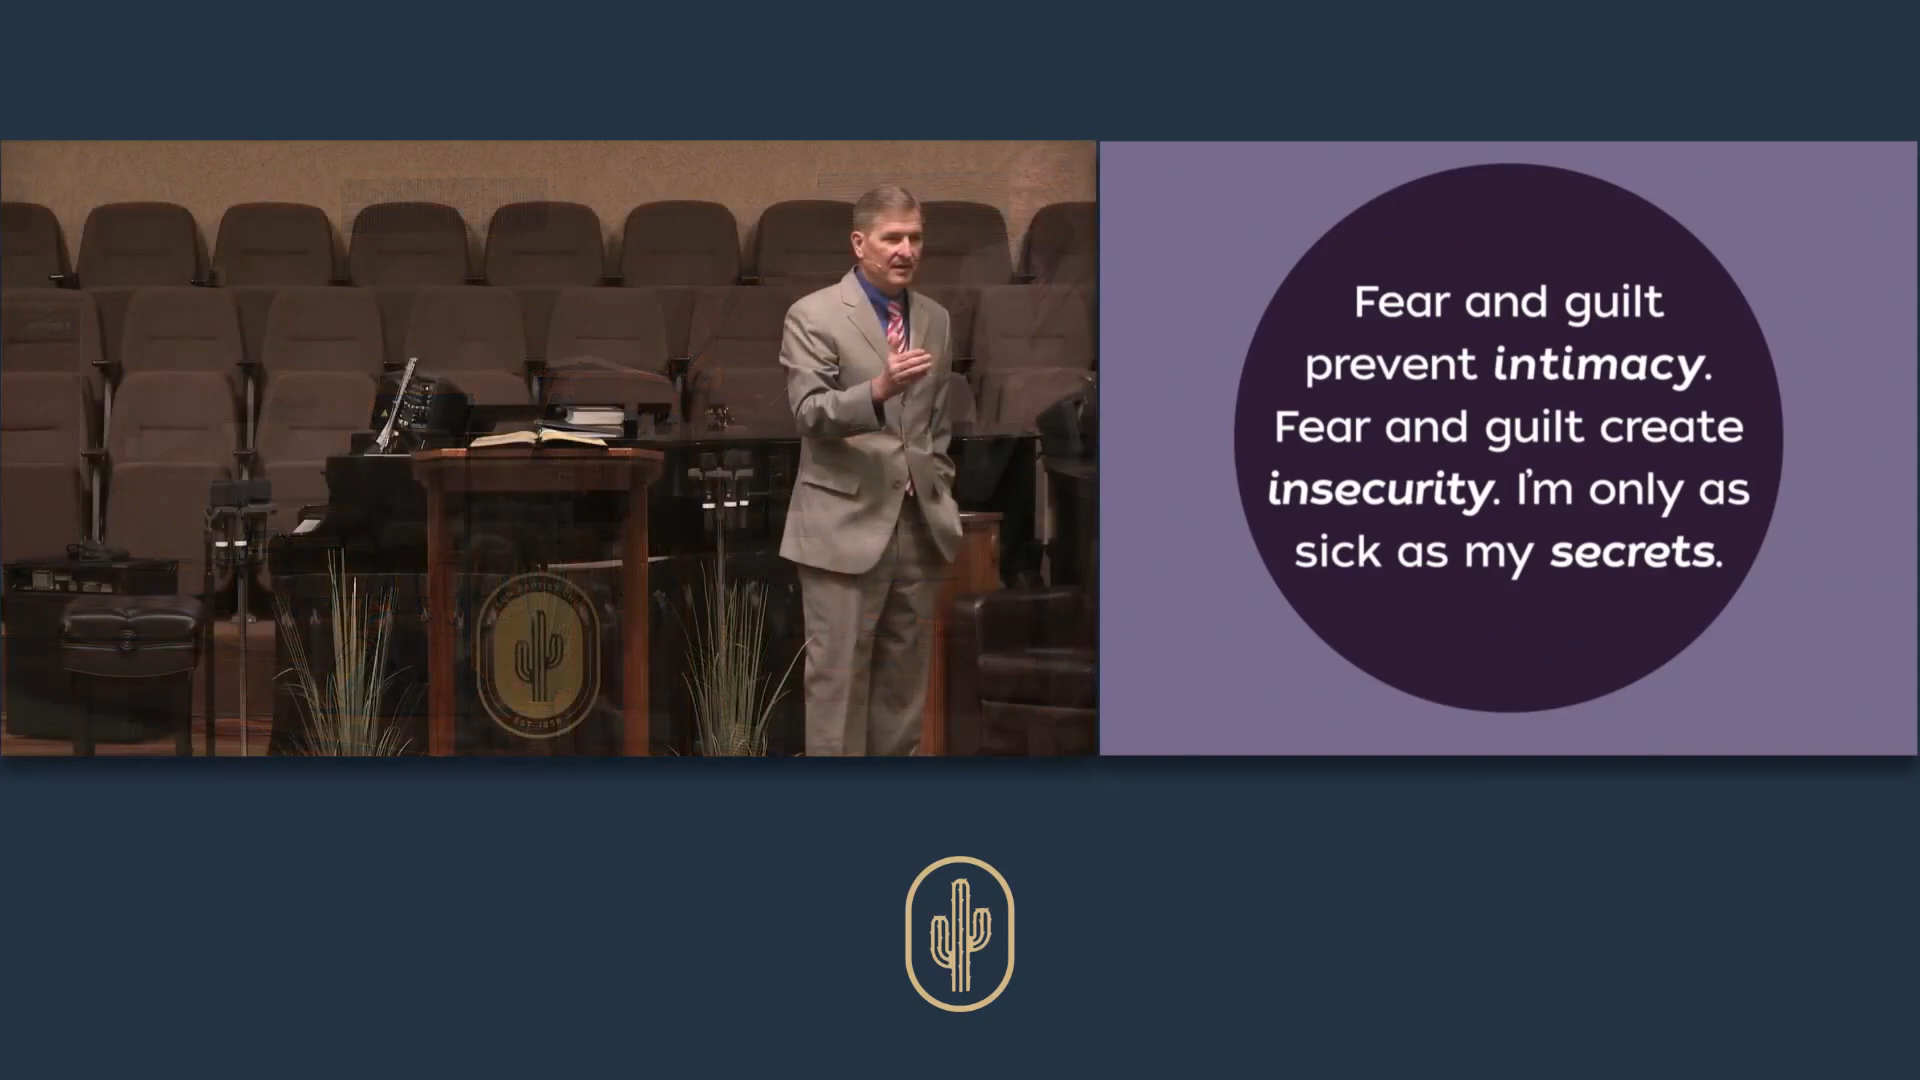 Fear and guilt
prevent intimacy.
Fear and guilt create
insecurity. I'm only as
sick as my secrets.